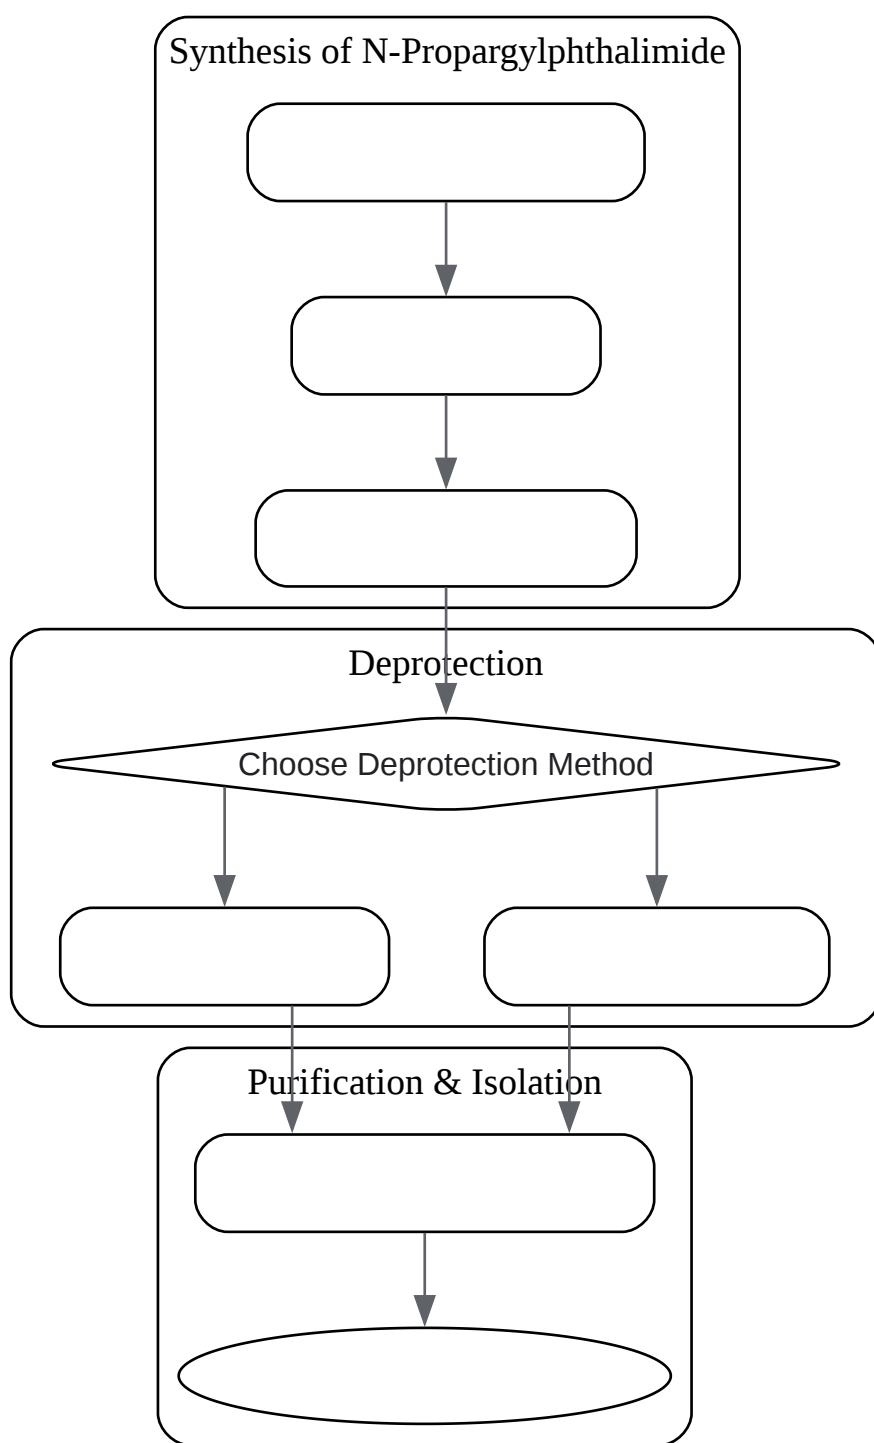 Synthesis of N-Propargylphthalimide
Deprotection
Choose Deprotection Method
Purification & Isolation